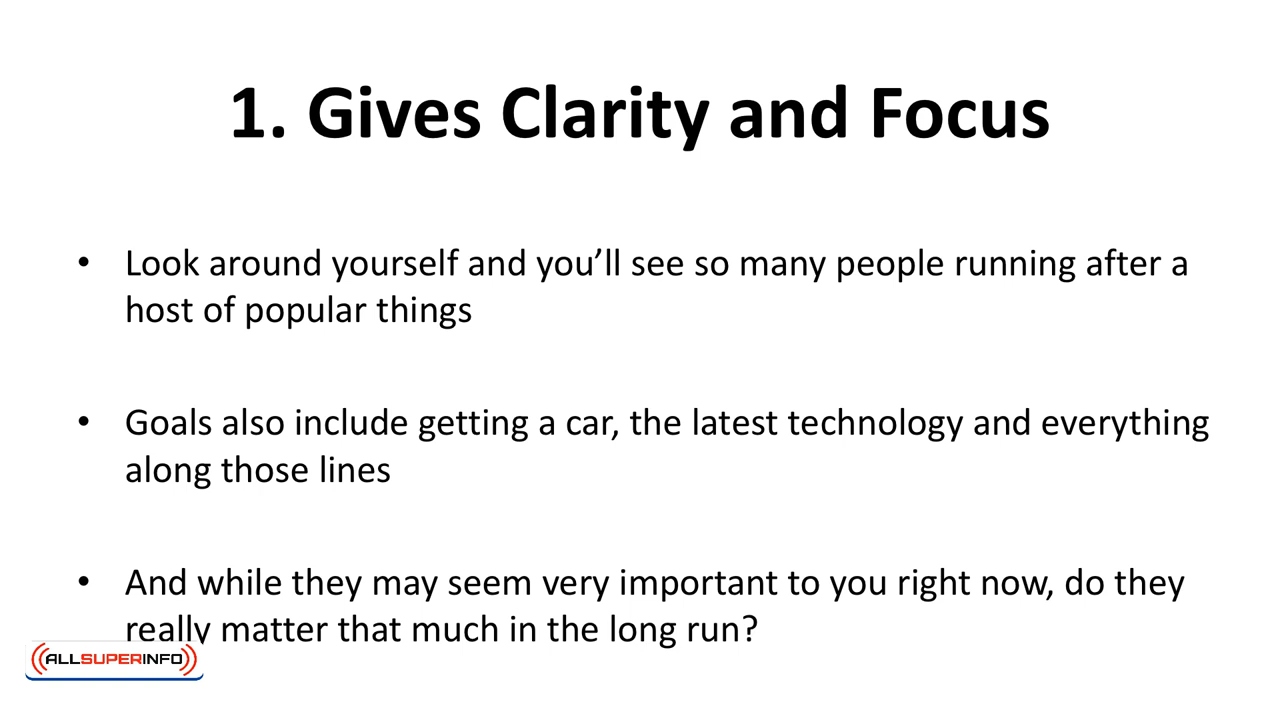 1. Gives Clarity and Focus
• Look around yourself and you’ll see so many people running after a
host of popular things
• Goals also include getting a car, the latest technology and everything
along those lines
• And while they may seem very important to you right now, do they
really matter that much in the long run?
ALLSUPERINFO